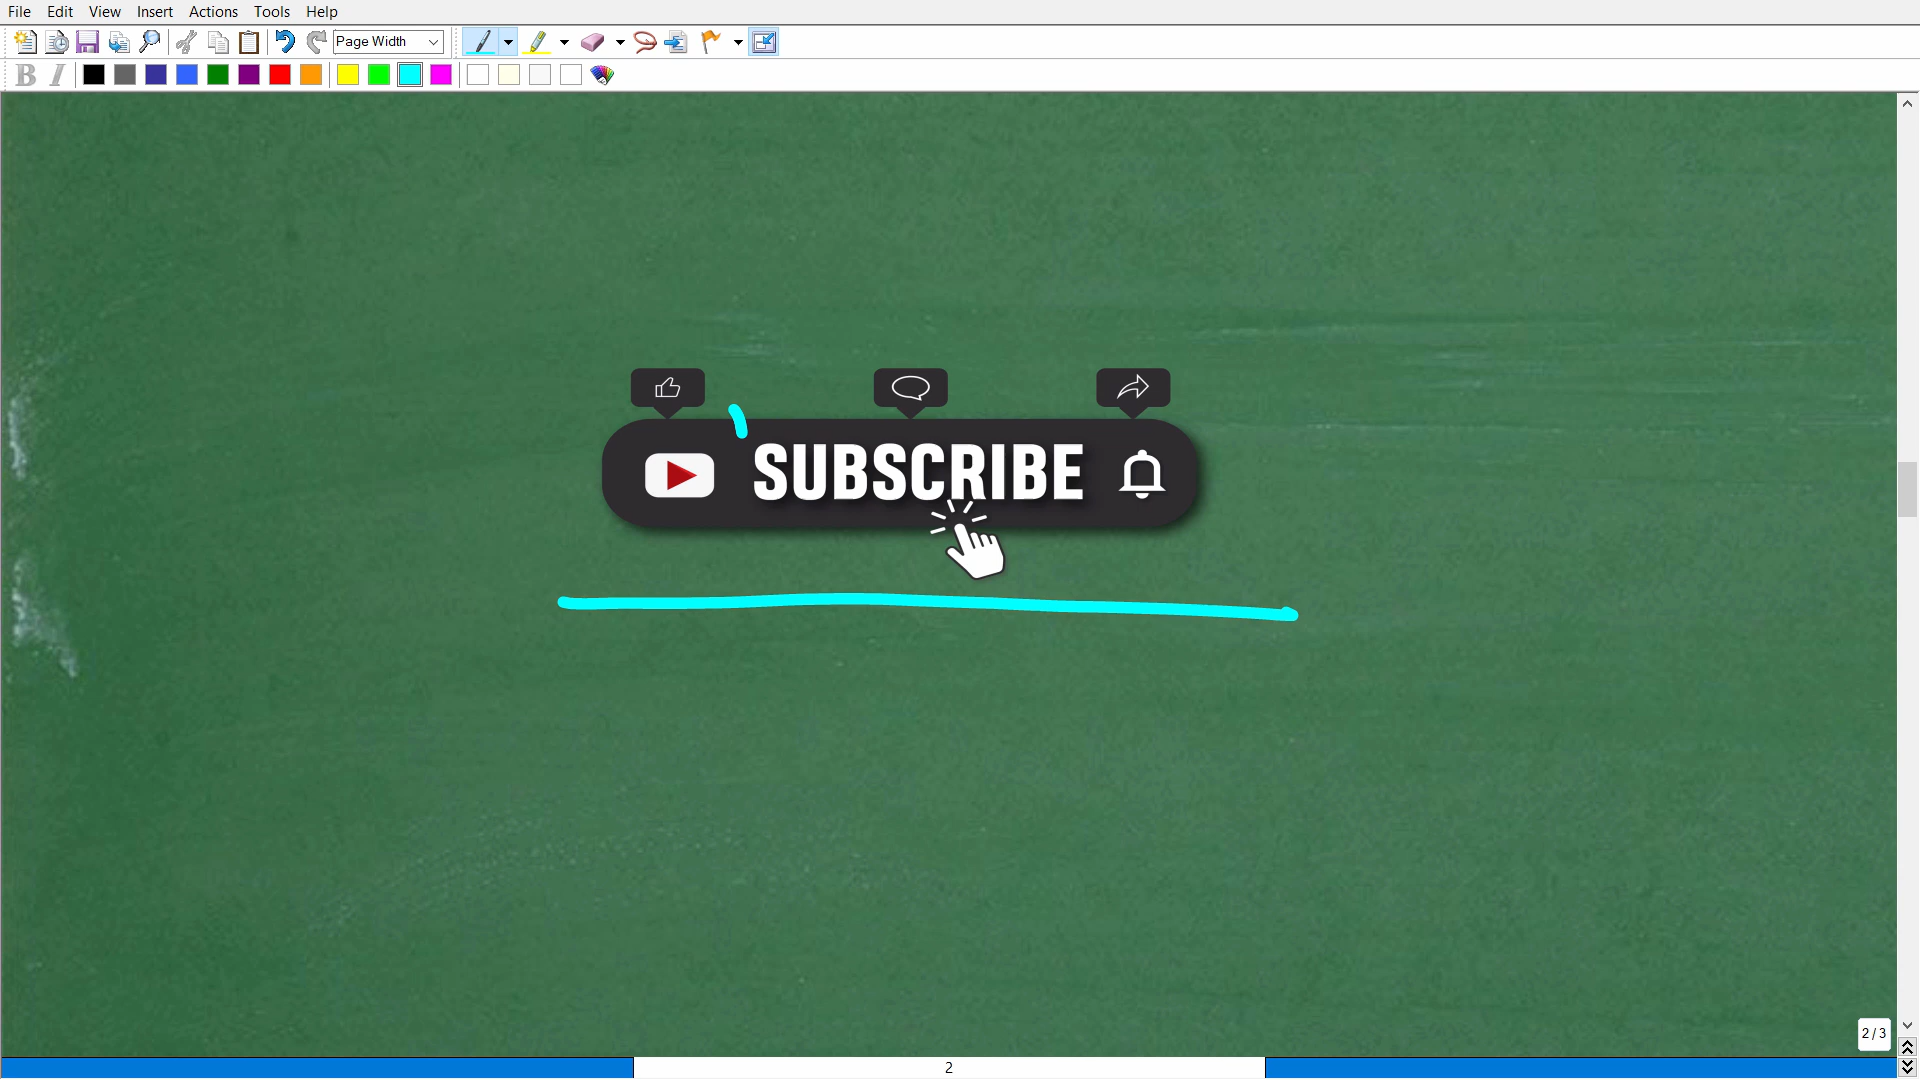 File Edit View Insert Actions Tools Help
Page Width
B I
SUBSCRIBE
2 / 3
2